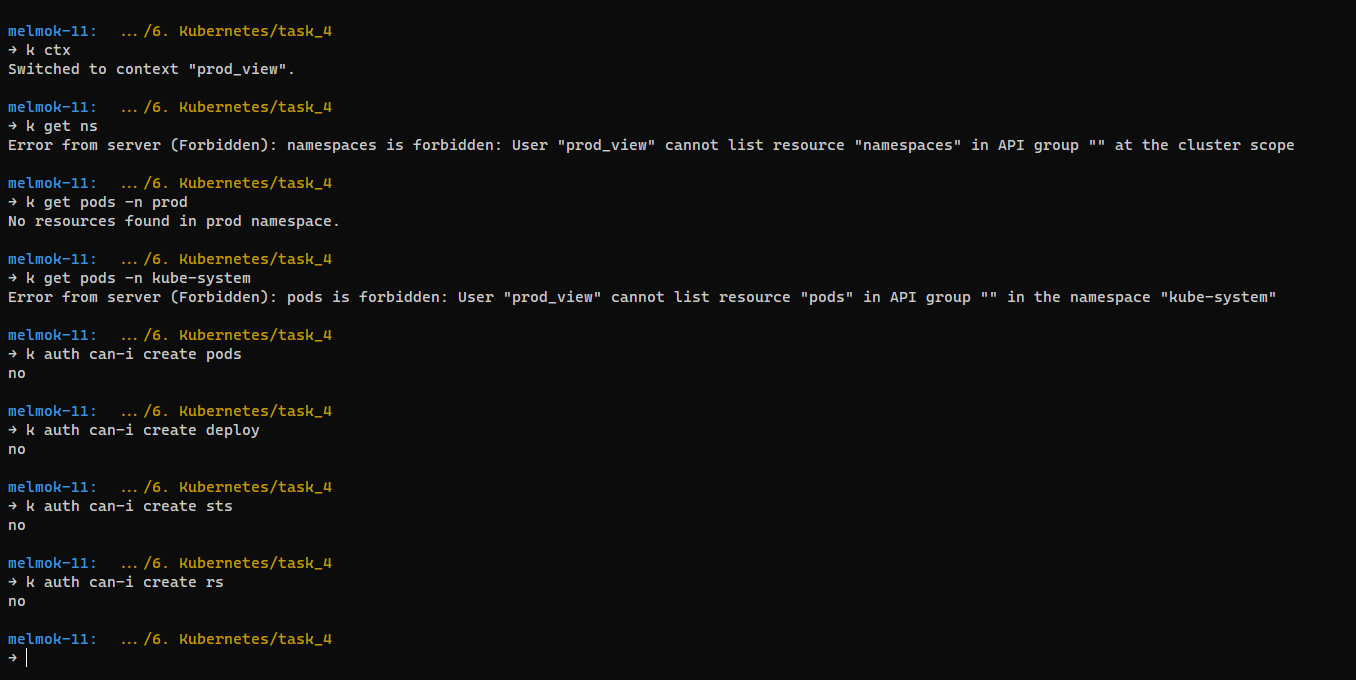 melmok-11: .../6. Kubernetes/task_4
→ k ctx
Switched to context "prod_view".
melmok-11: .../6. Kubernetes/task_4
→ k get ns
Error from server (Forbidden): namespaces is forbidden: User "prod_view" cannot list resource "namespaces" in API group "" at the cluster scope
melmok-11: .../6. Kubernetes/task_4
→ k get pods -n prod
No resources found in prod namespace.
melmok-11: .../6. Kubernetes/task_4
→ k get pods -n kube-system
Error from server (Forbidden): pods is forbidden: User "prod_view" cannot list resource "pods" in API group "" in the namespace "kube-system"
melmok-11: .../6. Kubernetes/task_4
→ k auth can-i create pods
no
melmok-11: .../6. Kubernetes/task_4
→ k auth can-i create deploy
no
melmok-11: .../6. Kubernetes/task_4
→ k auth can-i create sts
no
melmok-11: .../6. Kubernetes/task_4
→ k auth can-i create rs
no
melmok-11: .../6. Kubernetes/task_4
→